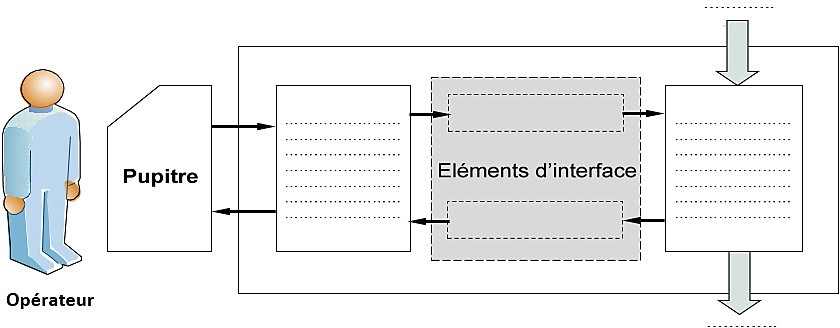 Pupitre
Eléments d'interface
Opérateur